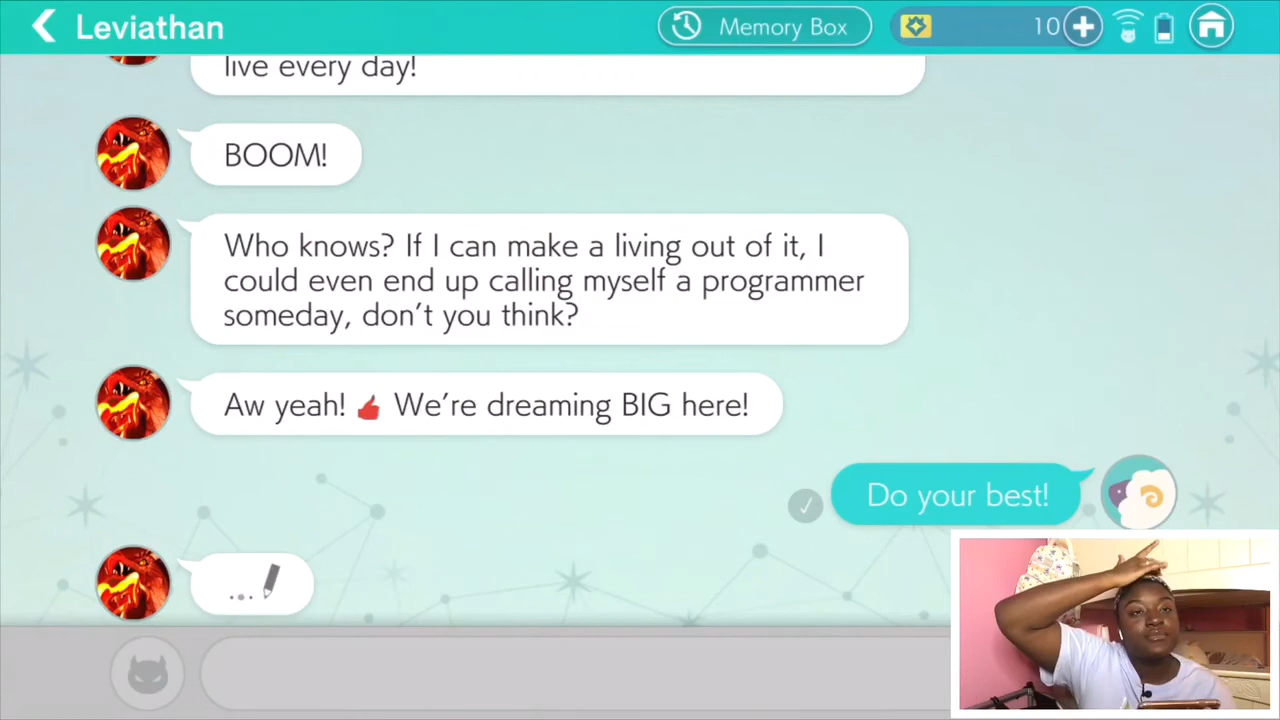 Leviathan
Memory Box
10
live every day!
BOOM!
Who knows? If I can make a living out of it, I
could even end up calling myself a programmer
someday, don't you think?
Aw yeah! We're dreaming BIG here!
Do your best!
...